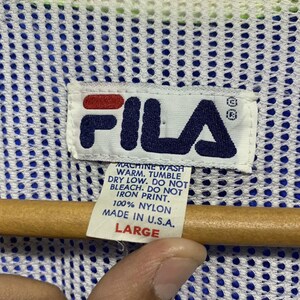 FILA ®
MACHINE WASH
WARM. TUMBLE
DRY LOW. DO NOT
BLEACH. DO NOT
IRON PRINT.
100% NYLON
MADE IN U.S.A.
LARGE